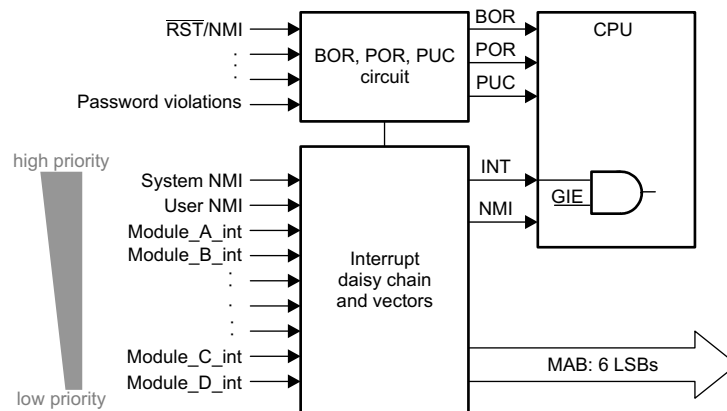 RST/NMI
Password violations
BOR, POR, PUC
circuit
BOR
POR
PUC
CPU
high priority
low priority
System NMI
User NMI
Module_A_int
Module_B_int
Module_C_int
Module_D_int
Interrupt
daisy chain
and vectors
INT
NMI
GIE
MAB: 6 LSBs